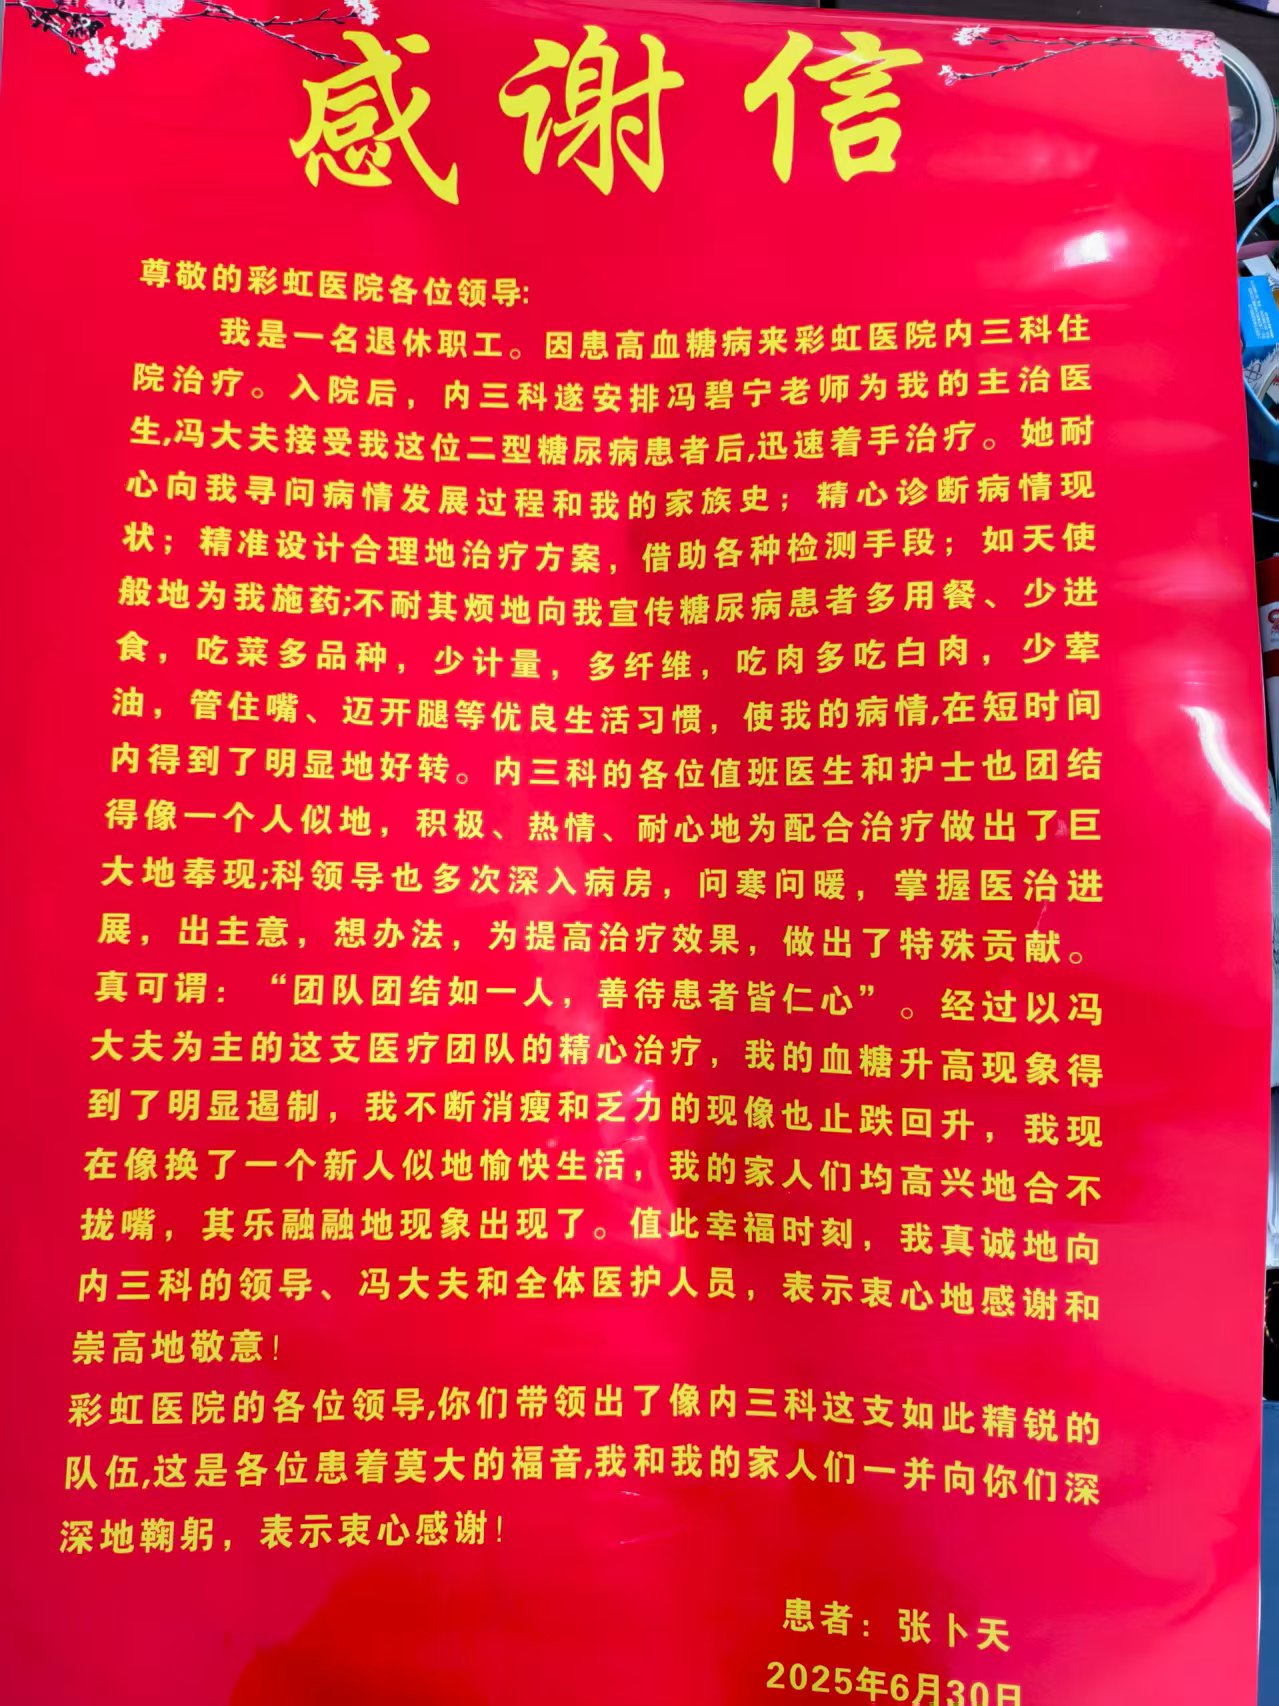 感谢信
尊敬的彩虹医院各位领导:
我是一名退休职工。因患高血糖病来彩虹医院内三科住
院治疗。入院后，内三科遂安排冯碧宁老师为我的主治医
生,冯大夫接受我这位二型糖尿病患者后,迅速着手治疗。她耐
心向我寻问病情发展过程和我的家族史；精心诊断病情现
状；精准设计合理地治疗方案，借助各种检测手段；如天使
般地为我施药;不耐其烦地向我宣传糖尿病患者多用餐、少进
食，吃菜多品种，少计量，多纤维，吃肉多吃白肉，少荤
油，管住嘴、迈开腿等优良生活习惯，使我的病情,在短时间
内得到了明显地好转。内三科的各位值班医生和护士也团结
得像一个人似地，积极、热情、耐心地为配合治疗做出了巨
大地奉现;科领导也多次深入病房，问寒问暖，掌握医治进
展，出主意，想办法，为提高治疗效果，做出了特殊贡献。
真可谓：“团队团结如一人，善待患者皆仁心”。经过以冯
大夫为主的这支医疗团队的精心治疗，我的血糖升高现象得
到了明显遏制，我不断消瘦和乏力的现像也止跌回升，我现
在像换了一个新人似地愉快生活，我的家人们均高兴地合不
拢嘴，其乐融融地现象出现了。值此幸福时刻，我真诚地向
内三科的领导、冯大夫和全体医护人员，表示衷心地感谢和
崇高地敬意！
彩虹医院的各位领导,你们带领出了像内三科这支如此精锐的
队伍,这是各位患着莫大的福音,我和我的家人们一并向你们深
深地鞠躬，表示衷心感谢！
患者：张卜天
2025年6月30日